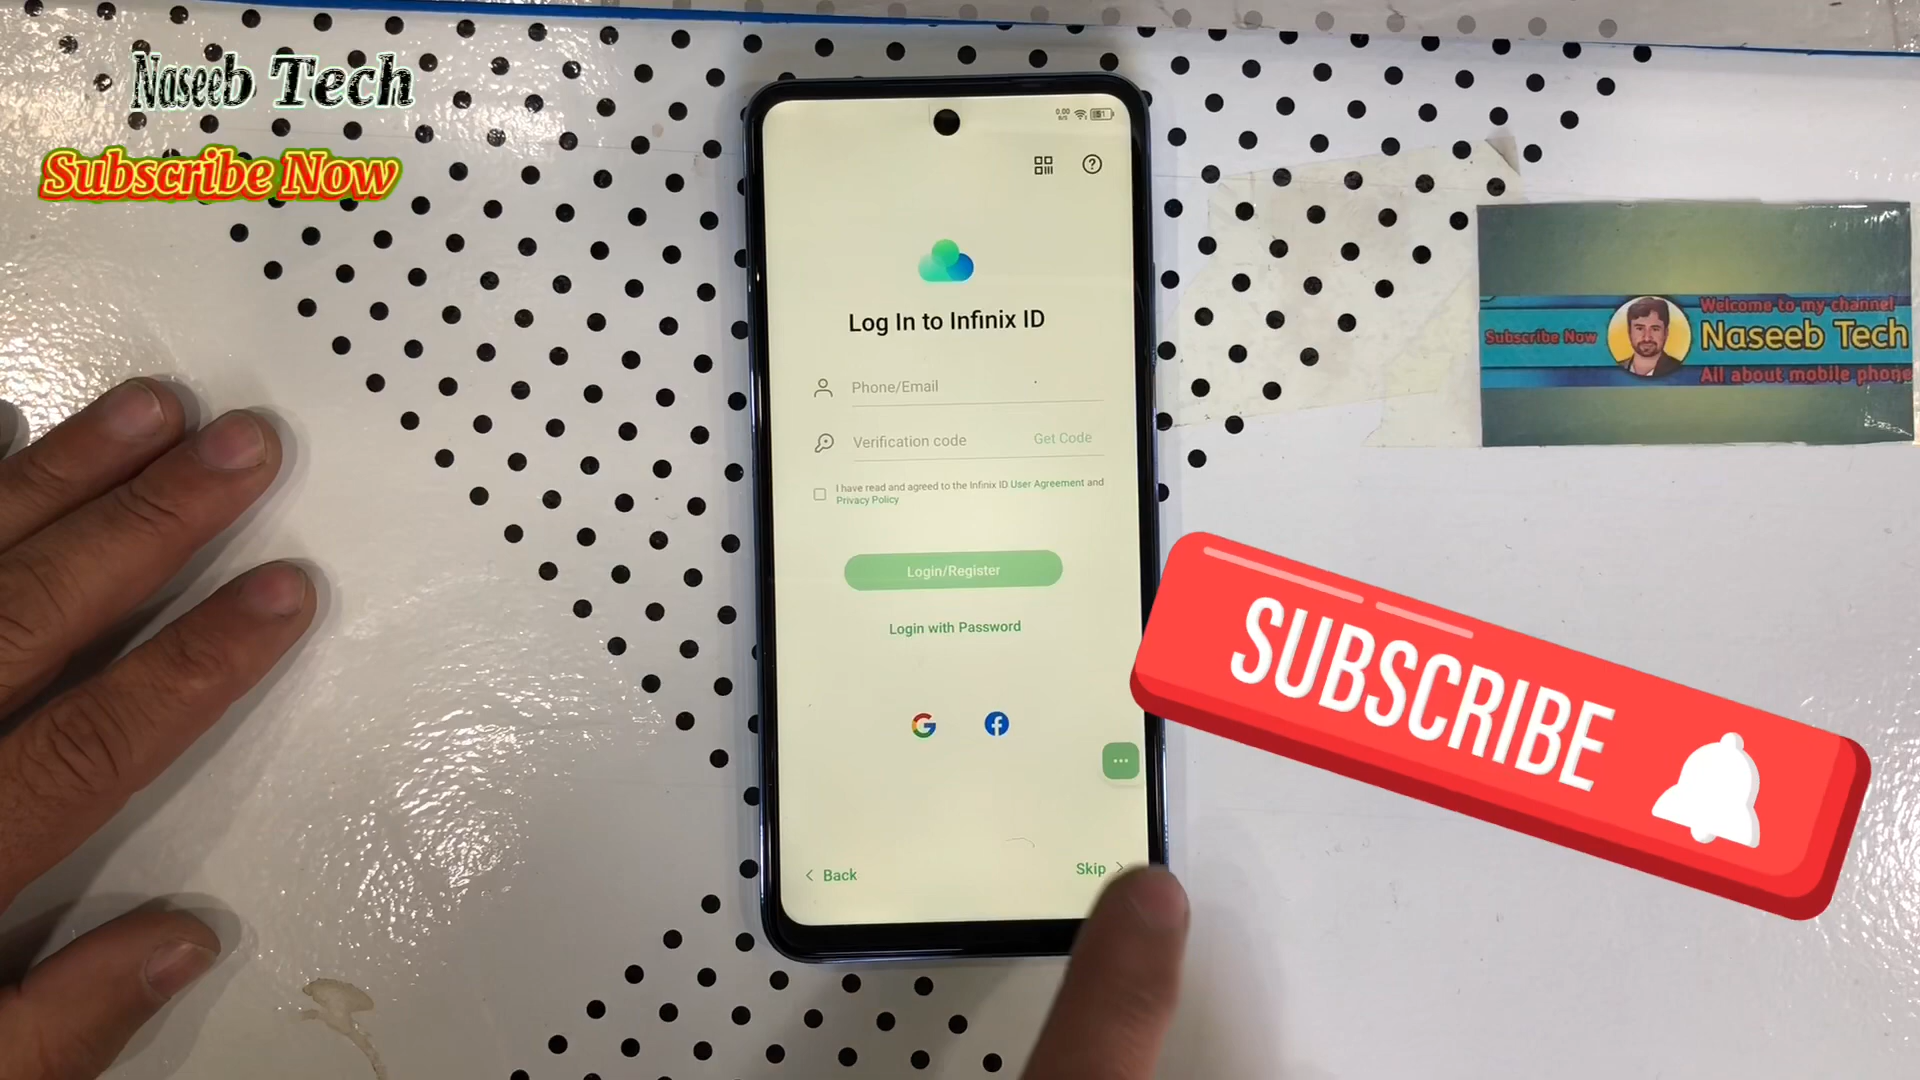 Naseeb Tech
Subscribe Now
Log In to Infinix ID
Phone/Email
Verification code
Get Code
I have read and agreed to the Infinix ID User Agreement and
Privacy Policy
Login/Register
Login with Password
Back
Skip
Welcome to my channel
Subscribe Now
Naseeb Tech
All about mobile phone
SUBSCRIBE